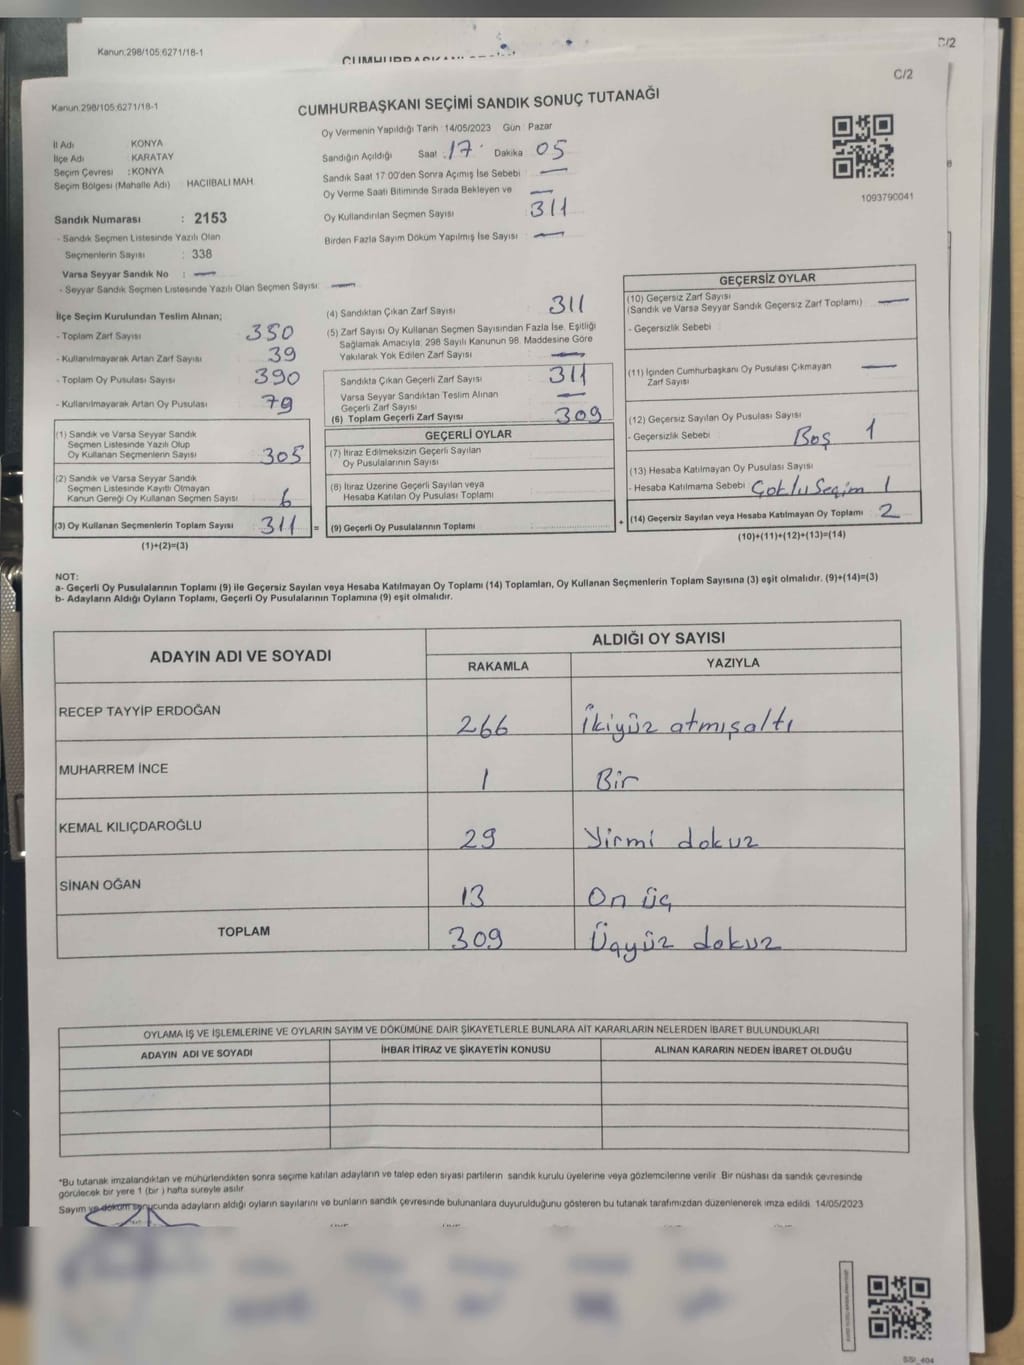 Kanun.298/105;6271/18-1
C/2
Kanun.298/105;6271/18-1
C/2
CUMHURBAŞKANI SEÇİMİ SANDIK SONUÇ TUTANAĞI
Oy Vermenin Yapıldığı Tarih 14/05/2023 Gün Pazar
İl Adı KONYA
İlçe Adı KARATAY
Seçim Çevresi : KONYA
Seçim Bölgesi (Mahalle Adı) HACIİBALI MAH.
Sandığın Açıldığı Saat : 17 Dakika 05
Sandık Saat 17:00'den Sonra Açımış İse Sebebi —
Oy Verme Saati Bitiminde Sırada Bekleyen ve —
Oy Kullandırılan Seçmen Sayısı 311
Birden Fazla Sayım Döküm Yapılmış İse Sayısı —
1093790041
Sandık Numarası : 2153
- Sandık Seçmen Listesinde Yazılı Olan
Seçmenlerin Sayısı : 338
Varsa Seyyar Sandık No : —
- Seyyar Sandık Seçmen Listesinde Yazılı Olan Seçmen Sayısı: —
İlçe Seçim Kurulundan Teslim Alınan;
- Toplam Zarf Sayısı 350
- Kullanılmayarak Artan Zarf Sayısı 39
- Toplam Oy Pusulası Sayısı 390
- Kullanılmayarak Artan Oy Pusulası 79
(1) Sandık ve Varsa Seyyar Sandık
Seçmen Listesinde Yazılı Olup
Oy Kullanan Seçmenlerin Sayısı 305
(2) Sandık ve Varsa Seyyar Sandık
Seçmen Listesinde Kayıtlı Olmayan
Kanun Gereği Oy Kullanan Seçmen Sayısı 6
(3) Oy Kullanan Seçmenlerin Toplam Sayısı 311 =
(1)+(2)=(3)
(4) Sandıktan Çıkan Zarf Sayısı 311
(5) Zarf Sayısı Oy Kullanan Seçmen Sayısından Fazla İse, Eşitliği
Sağlamak Amacıyla; 298 Sayılı Kanunun 98. Maddesine Göre
Yakılarak Yok Edilen Zarf Sayısı —
Sandıkta Çıkan Geçerli Zarf Sayısı 311
Varsa Seyyar Sandıktan Teslim Alınan
Geçerli Zarf Sayısı —
(6) Toplam Geçerli Zarf Sayısı 309
GEÇERLİ OYLAR
(7) İtiraz Edilmeksizin Geçerli Sayılan
Oy Pusulalarının Sayısı
(8) İtiraz Üzerine Geçerli Sayılan veya
Hesaba Katılan Oy Pusulası Toplamı
(9) Geçerli Oy Pusulalarının Toplamı +
GEÇERSİZ OYLAR
(10) Geçersiz Zarf Sayısı
(Sandık ve Varsa Seyyar Sandık Geçersiz Zarf Toplamı) —
- Geçersizlik Sebebi
(11) İçinden Cumhurbaşkanı Oy Pusulası Çıkmayan
Zarf Sayısı —
(12) Geçersiz Sayılan Oy Pusulası Sayısı
- Geçersizlik Sebebi Boş 1
(13) Hesaba Katılmayan Oy Pusulası Sayısı
- Hesaba Katılmama Sebebi Çoklu Seçim 1
(14) Geçersiz Sayılan veya Hesaba Katılmayan Oy Toplamı 2
(10)+(11)+(12)+(13)=(14)
NOT:
a- Geçerli Oy Pusulalarının Toplamı (9) ile Geçersiz Sayılan veya Hesaba Katılmayan Oy Toplamı (14) Toplamları, Oy Kullanan Seçmenlerin Toplam Sayısına (3) eşit olmalıdır. (9)+(14)=(3)
b- Adayların Aldığı Oyların Toplamı, Geçerli Oy Pusulalarının Toplamına (9) eşit olmalıdır.
ADAYIN ADI VE SOYADI ALDIĞI OY SAYISI
RAKAMLA YAZIYLA
RECEP TAYYİP ERDOĞAN 266 İkiyüz atmışaltı
MUHARREM İNCE 1 Bir
KEMAL KILIÇDAROĞLU 29 Yirmi dokuz
SİNAN OĞAN 13 On üç
TOPLAM 309 Üçyüz dokuz
OYLAMA İŞ VE İŞLEMLERİNE VE OYLARIN SAYIM VE DÖKÜMÜNE DAİR ŞİKAYETLERLE BUNLARA AİT KARARLARIN NELERDEN İBARET BULUNDUKLARI
ADAYIN ADI VE SOYADI İHBAR İTİRAZ VE ŞİKAYETİN KONUSU ALINAN KARARIN NEDEN İBARET OLDUĞU
*Bu tutanak imzalandıktan ve mühürlendikten sonra seçime katılan adayların ve talep eden siyasi partilerin sandık kurulu üyelerine veya gözlemcilerine verilir. Bir nüshası da sandık çevresinde
görülecek bir yere 1 (bir) hafta süreyle asılır.
Sayım ve döküm sonucunda adayların aldığı oyların sayılarını ve bunların sandık çevresinde bulunanlara duyurulduğunu gösteren bu tutanak tarafımızdan düzenlenerek imza edildi. 14/05/2023